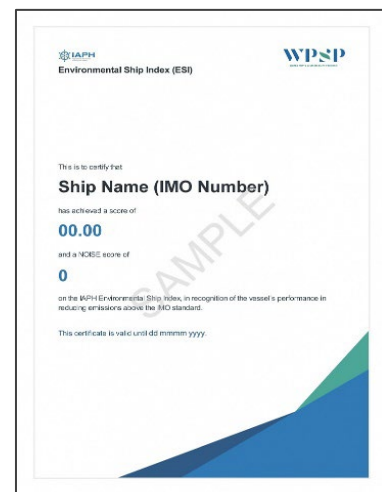 IAPH
WPSP
Environmental Ship Index (ESI)
This is to certify that
Ship Name (IMO Number)
has achieved a score of
00.00
and a NOISE score of
0
on the IAPH Environmental Ship Index, in recognition of the vessel's performance in
reducing emissions above the IMO standard.
This certificate is valid until dd mmmm yyyy.
SAMPLE